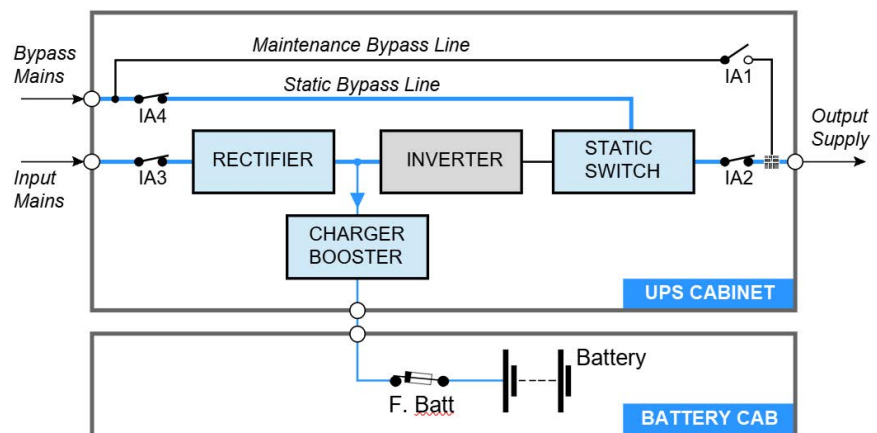 Maintenance Bypass Line
Bypass
Mains
IA1
Static Bypass Line
IA4
Output
Supply
RECTIFIER
INVERTER
STATIC
SWITCH
IA3
IA2
Input
Mains
CHARGER
BOOSTER
UPS CABINET
Battery
F. Batt
BATTERY CAB